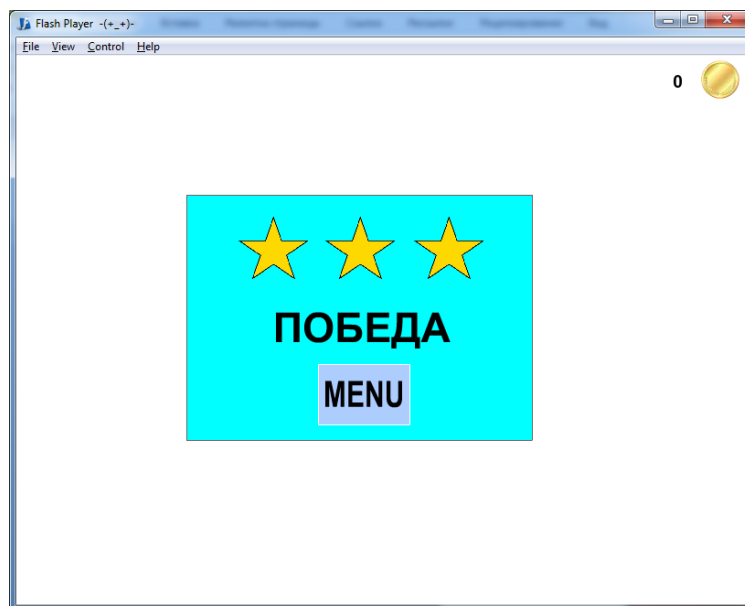 Flash Player -(+_+)-
File View Control Help
0
ПОБЕДА
MENU